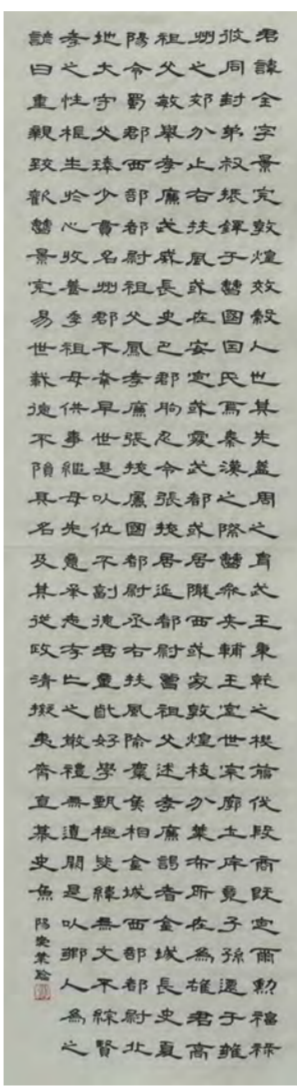 君諱全字景完敦煌效穀人也其先蓋周之胄武王秉乾之機翦伐殷商既定爾勳福祿
攸同封弟叔振鐸于曹國因氏焉秦漢之際曹參夾輔王室世宗廓土斥竟子孫遷于雍
州之郊分止右扶風或在安定或處武都或居隴西或家敦煌枝分葉布所在為雄君高
祖父敏舉孝廉武威長史巴郡朐忍令張掖居延都尉曾祖父述孝廉謁者金城長史夏
陽令蜀郡西部都尉祖父鳳孝廉張掖屬國都尉丞右扶風隃麋侯相金城西部都尉北
地大守父琫少貫名州郡不幸早世是以位不副德君童齔好學甄極毖緯無文不綜賢
孝之性根生於心收養季祖母供事繼母先意承志存亡之敬禮無遺闕是以鄉人為之
諺曰重親致歡曹景完易世載德不隕其名及其從政清擬夷齊直慕史魚